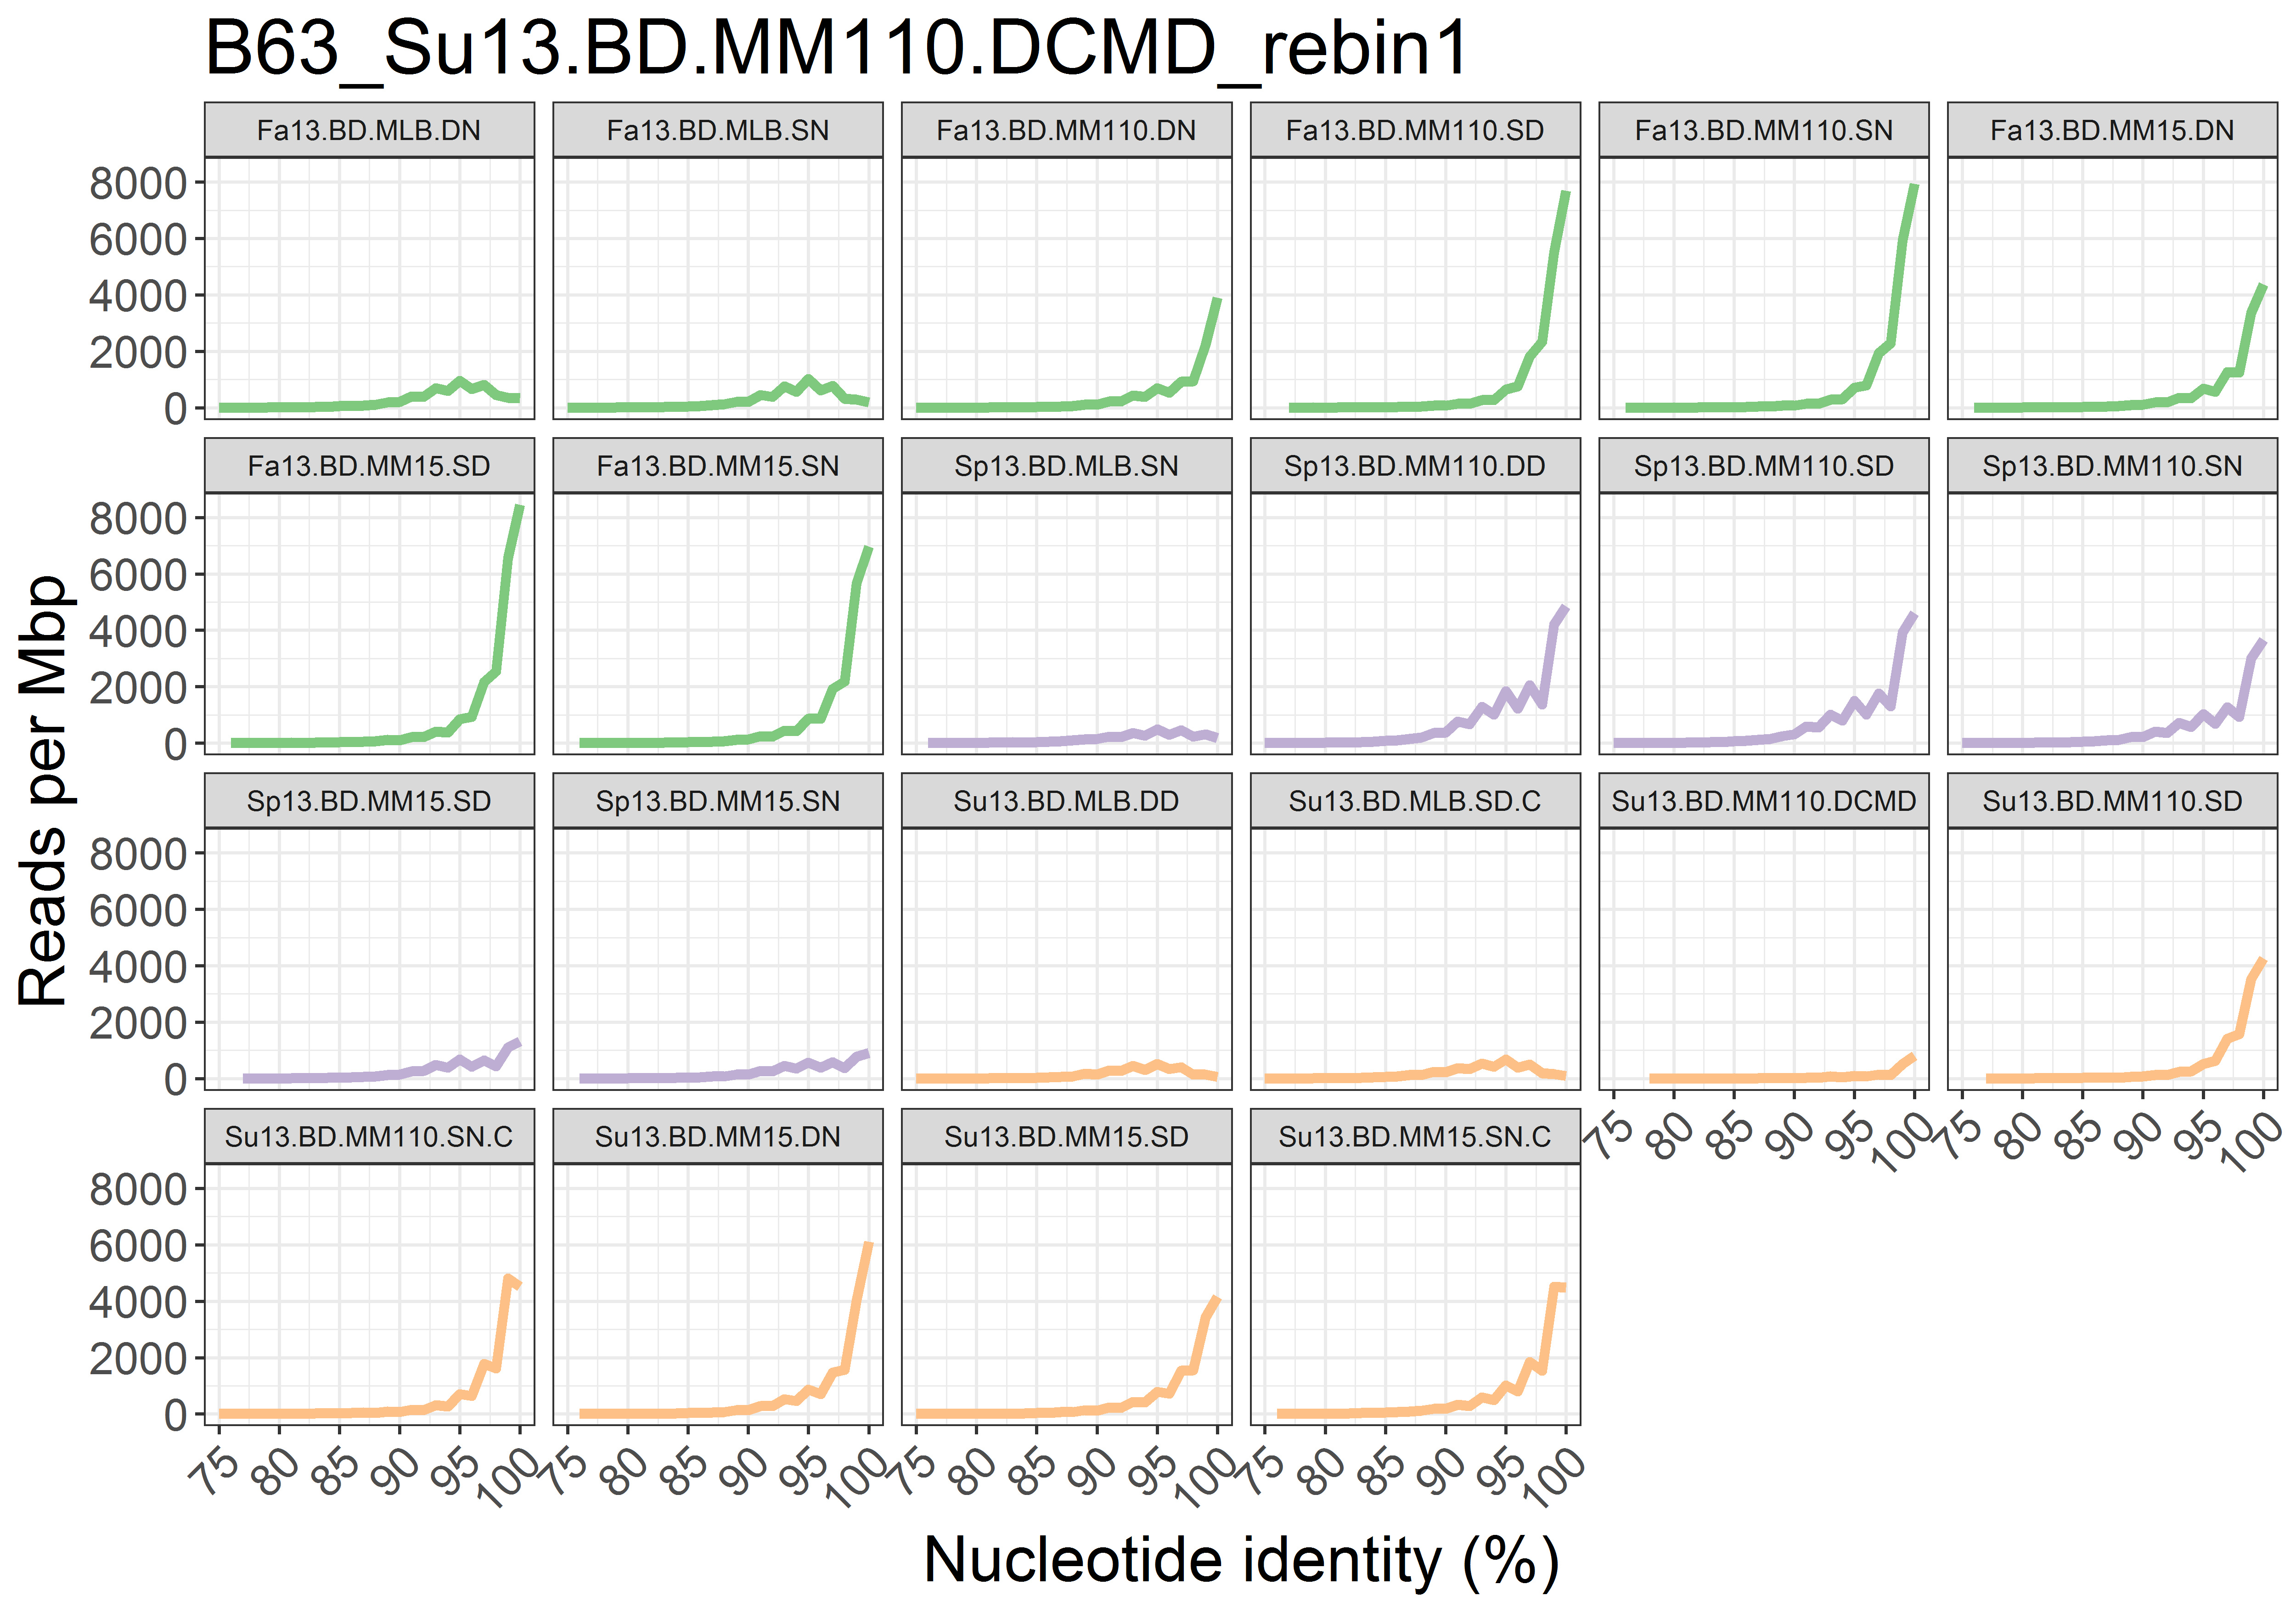 B63_Su13.BD.MM110.DCMD_rebin1
Fa13.BD.MLB.DN Fa13.BD.MLB.SN Fa13.BD.MM110.DN Fa13.BD.MM110.SD Fa13.BD.MM110.SN Fa13.BD.MM15.DN
8000
6000
4000
2000
0
Fa13.BD.MM15.SD Fa13.BD.MM15.SN Sp13.BD.MLB.SN Sp13.BD.MM110.DD Sp13.BD.MM110.SD Sp13.BD.MM110.SN
8000
6000
4000
2000
0
Reads per Mbp
Sp13.BD.MM15.SD Sp13.BD.MM15.SN Su13.BD.MLB.DD Su13.BD.MLB.SD.C Su13.BD.MM110.DCMD Su13.BD.MM110.SD
8000
6000
4000
2000
0
75 80 85 90 95 100 75 80 85 90 95 100
Su13.BD.MM110.SN.C Su13.BD.MM15.DN Su13.BD.MM15.SD Su13.BD.MM15.SN.C
8000
6000
4000
2000
0
75 80 85 90 95 100 75 80 85 90 95 100 75 80 85 90 95 100 75 80 85 90 95 100
Nucleotide identity (%)